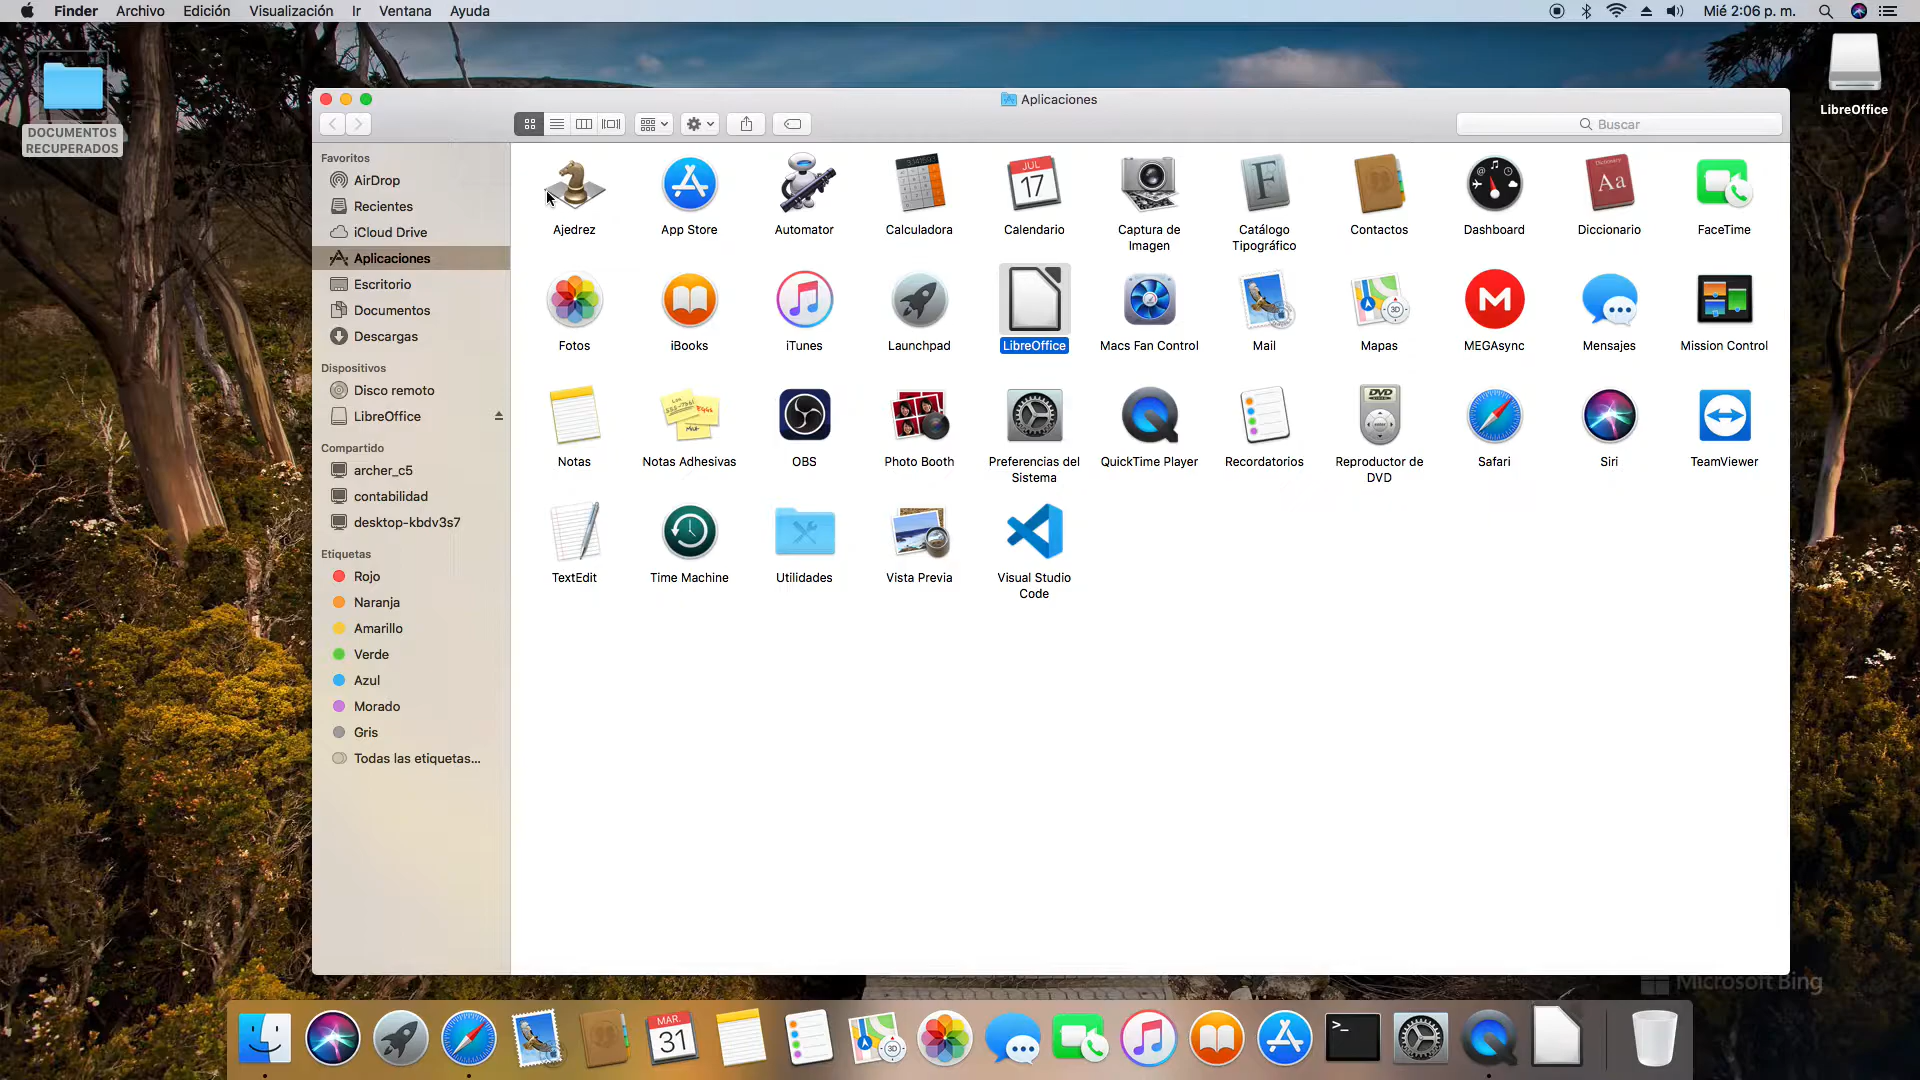 Finder Archivo Edición Visualización Ir Ventana Ayuda Mié 2:06 p. m.
DOCUMENTOS
RECUPERADOS
LibreOffice
Aplicaciones
Buscar
Favoritos
AirDrop
Recientes
iCloud Drive
Aplicaciones
Escritorio
Documentos
Descargas
Dispositivos
Disco remoto
LibreOffice
Compartido
archer_c5
contabilidad
desktop-kbdv3s7
Etiquetas
Rojo
Naranja
Amarillo
Verde
Azul
Morado
Gris
Todas las etiquetas...
JUL
17
Ajedrez App Store Automator Calculadora Calendario Captura de Imagen Catálogo Tipográfico Contactos Dashboard Diccionario FaceTime
Fotos iBooks iTunes Launchpad LibreOffice Macs Fan Control Mail Mapas MEGAsync Mensajes Mission Control
Notas Notas Adhesivas OBS Photo Booth Preferencias del Sistema QuickTime Player Recordatorios Reproductor de DVD Safari Siri TeamViewer
TextEdit Time Machine Utilidades Vista Previa Visual Studio Code
Microsoft Bing
MAR.
31